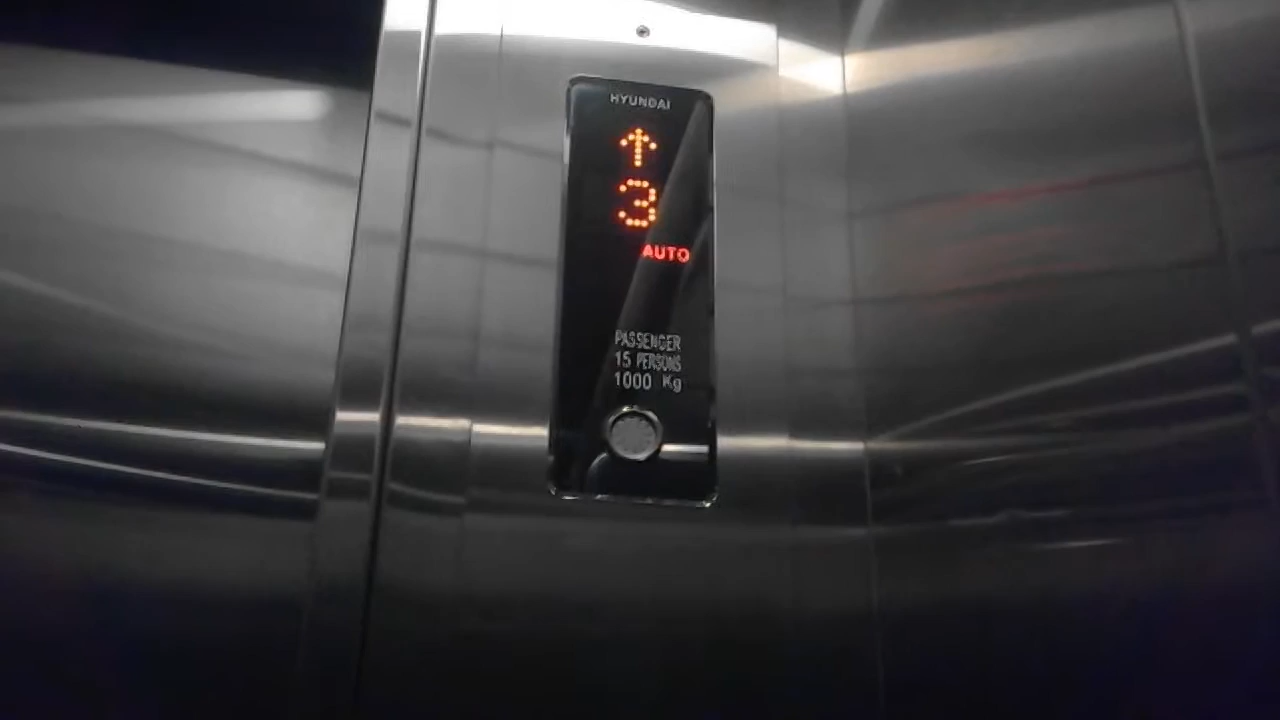 HYUNDAI
↑
3
AUTO
PASSENGER
15 PERSONS
1000 Kg